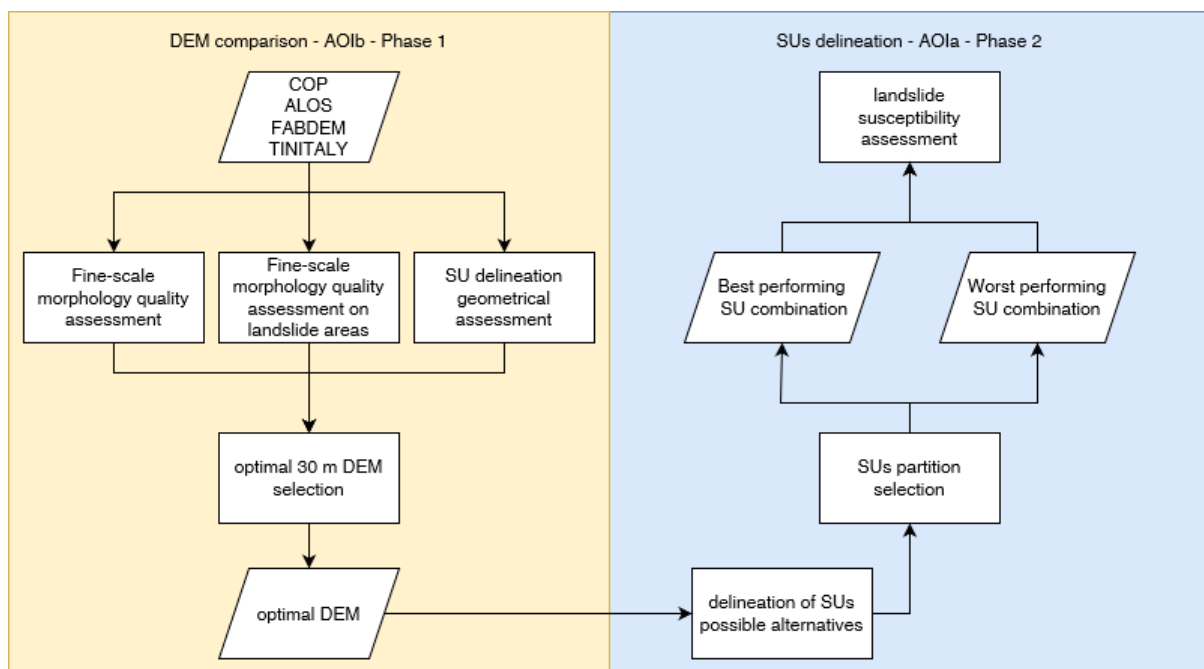 DEM comparison - AOIb - Phase 1
COP
ALOS
FABDEM
TINITALY
Fine-scale
morphology quality
assessment
Fine-scale
morphology quality
assessment on
landslide areas
SU delineation
geometrical
assessment
optimal 30 m DEM
selection
optimal DEM
SUs delineation - AOIa - Phase 2
landslide
susceptibility
assessment
Best performing
SU combination
Worst performing
SU combination
SUs partition
selection
delineation of SUs
possible alternatives